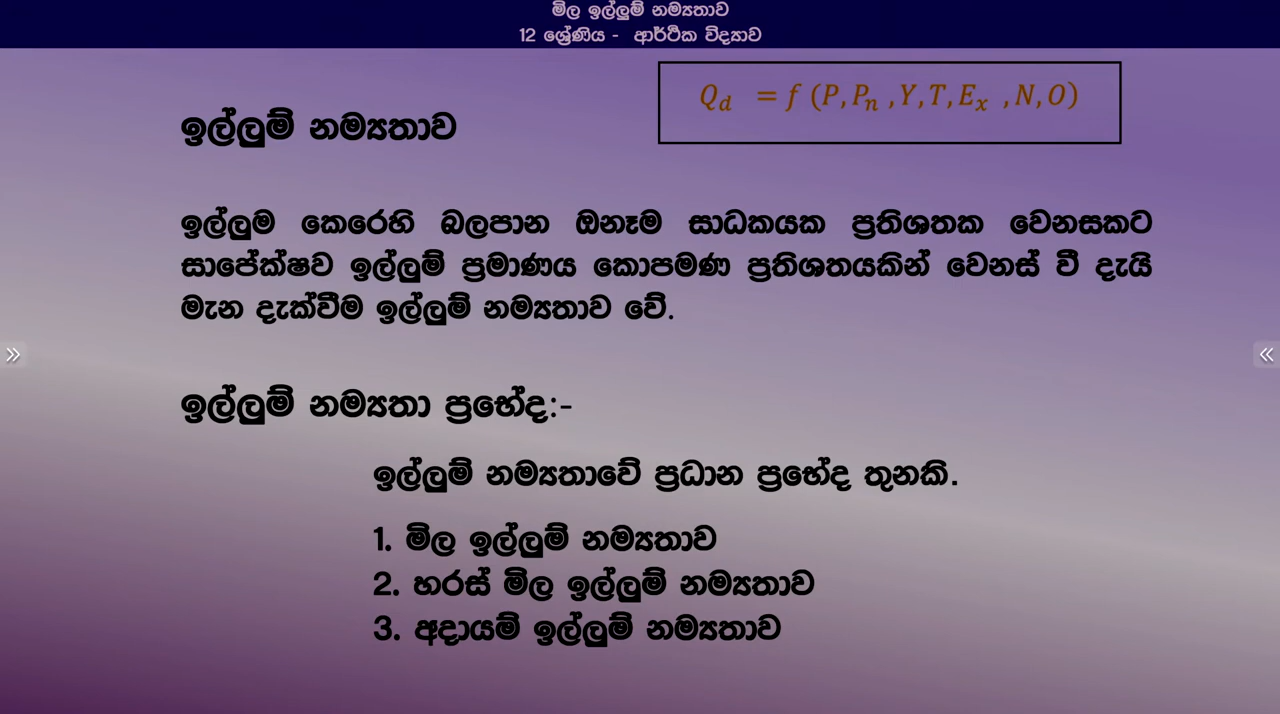 මිල ඉල්ලුම් නම්‍යතාව
12 ශ්‍රේණිය - ආර්ථික විද්‍යාව
Qd = f (P, Pn , Y, T, Ex , N, O)
ඉල්ලුම් නම්‍යතාව
ඉල්ලුම කෙරෙහි බලපාන ඕනෑම සාධකයක ප්‍රතිශතක වෙනසකට
සාපේක්ෂව ඉල්ලුම් ප්‍රමාණය කොපමණ ප්‍රතිශතයකින් වෙනස් වී දැයි
මැන දැක්වීම ඉල්ලුම් නම්‍යතාව වේ.
ඉල්ලුම් නම්‍යතා ප්‍රභේද:-
ඉල්ලුම් නම්‍යතාවේ ප්‍රධාන ප්‍රභේද තුනකි.
1. මිල ඉල්ලුම් නම්‍යතාව
2. හරස් මිල ඉල්ලුම් නම්‍යතාව
3. අදායම් ඉල්ලුම් නම්‍යතාව